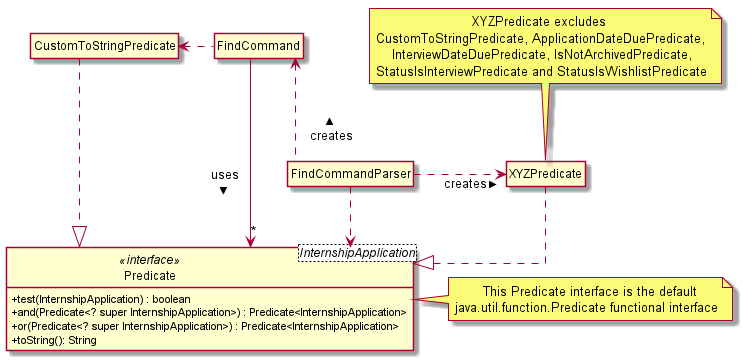 XYZPredicate excludes
CustomToStringPredicate, ApplicationDateDuePredicate,
InterviewDateDuePredicate, IsNotArchivedPredicate,
StatusIsInterviewPredicate and StatusIsWishlistPredicate
CustomToStringPredicate
FindCommand
creates
uses
FindCommandParser
creates
XYZPredicate
*
InternshipApplication
«interface»
Predicate
+test(InternshipApplication) : boolean
+and(Predicate<? super InternshipApplication>) : Predicate<InternshipApplication>
+or(Predicate<? super InternshipApplication>) : Predicate<InternshipApplication>
+toString(): String
This Predicate interface is the default
java.util.function.Predicate functional interface